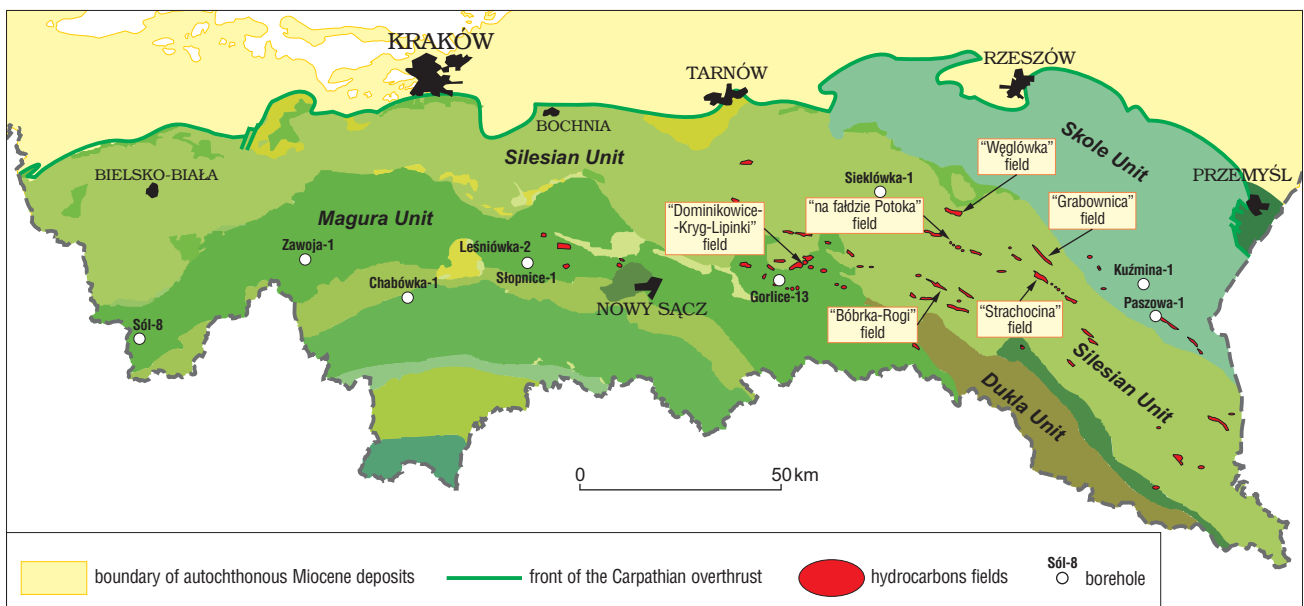 KRAKÓW
TARNÓW
RZESZÓW
BOCHNIA
Silesian Unit
Skole Unit
"Węglówka"
field
BIELSKO-BIAŁA
Sieklówka-1
PRZEMYŚL
"na fałdzie Potoka"
field
"Grabownica"
field
"Dominikowice-
-Kryg-Lipinki"
field
Magura Unit
Zawoja-1
Leśniówka-2
Słopnice-1
Chabówka-1
NOWY SĄCZ
Gorlice-13
Kuźmina-1
Paszowa-1
"Bóbrka-Rogi"
field
"Strachocina"
field
Sól-8
Silesian Unit
Dukla Unit
0 50 km
boundary of autochthonous Miocene deposits
front of the Carpathian overthrust
hydrocarbons fields
Sól-8
borehole